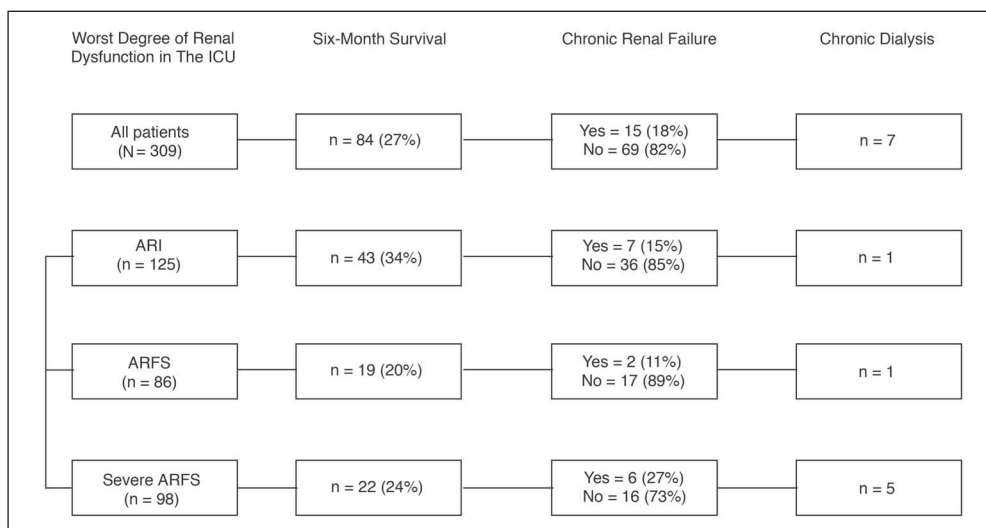 Worst Degree of Renal
Dysfunction in The ICU
Six-Month Survival
Chronic Renal Failure
Chronic Dialysis
All patients
(N = 309)
n = 84 (27%)
Yes = 15 (18%)
No = 69 (82%)
n = 7
ARI
(n = 125)
n = 43 (34%)
Yes = 7 (15%)
No = 36 (85%)
n = 1
ARFS
(n = 86)
n = 19 (20%)
Yes = 2 (11%)
No = 17 (89%)
n = 1
Severe ARFS
(n = 98)
n = 22 (24%)
Yes = 6 (27%)
No = 16 (73%)
n = 5